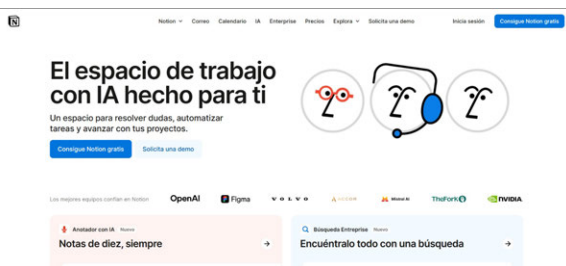 N
Notion Correo Calendario IA Enterprise Precios Explora Solicita una demo Inicia sesión Consigue Notion gratis
El espacio de trabajo
con IA hecho para ti
Un espacio para resolver dudas, automatizar
tareas y avanzar con tus proyectos.
Consigue Notion gratis Solicita una demo
Los mejores equipos confían en Notion OpenAI Figma VOLVO ACCOR Mistral AI TheFork NVIDIA
Anotador con IA Nuevo
Notas de diez, siempre →
Búsqueda Enterprise Nuevo
Encuéntralo todo con una búsqueda →